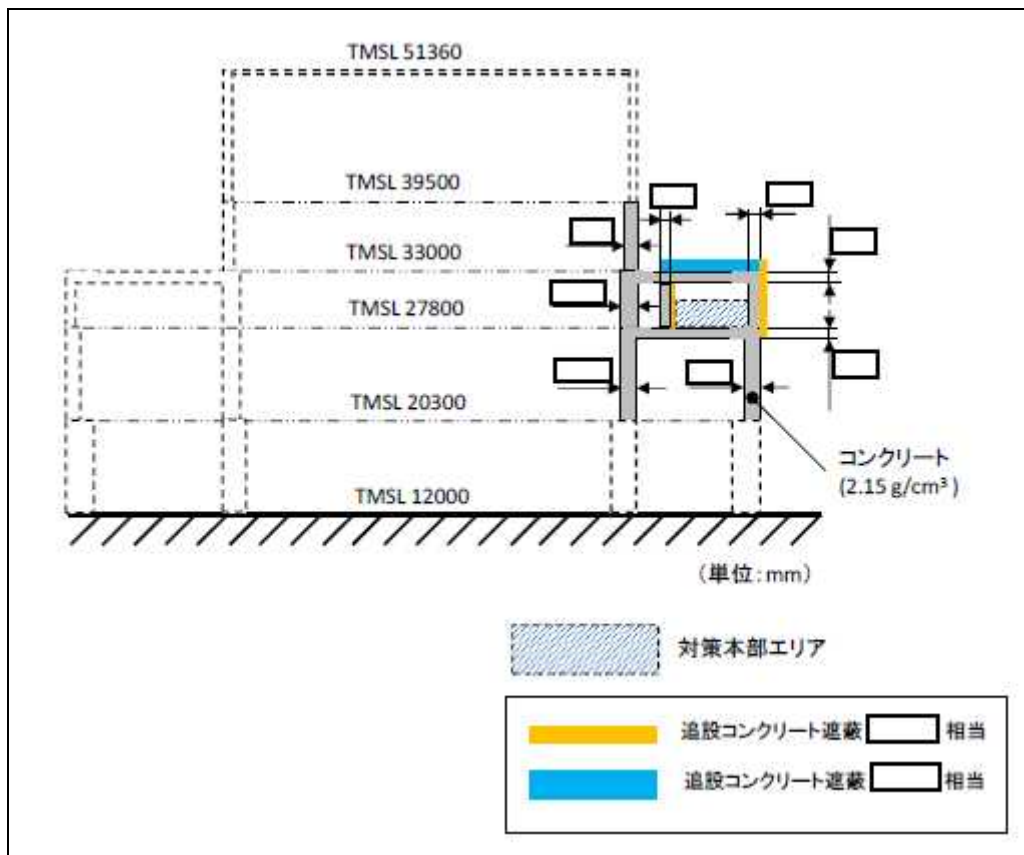 TMSL 51360
TMSL 39500
TMSL 33000
TMSL 27800
TMSL 20300
コンクリート
(2.15 g/cm³ )
TMSL 12000
（単位：mm）
対策本部エリア
追設コンクリート遮蔽 相当
追設コンクリート遮蔽 相当